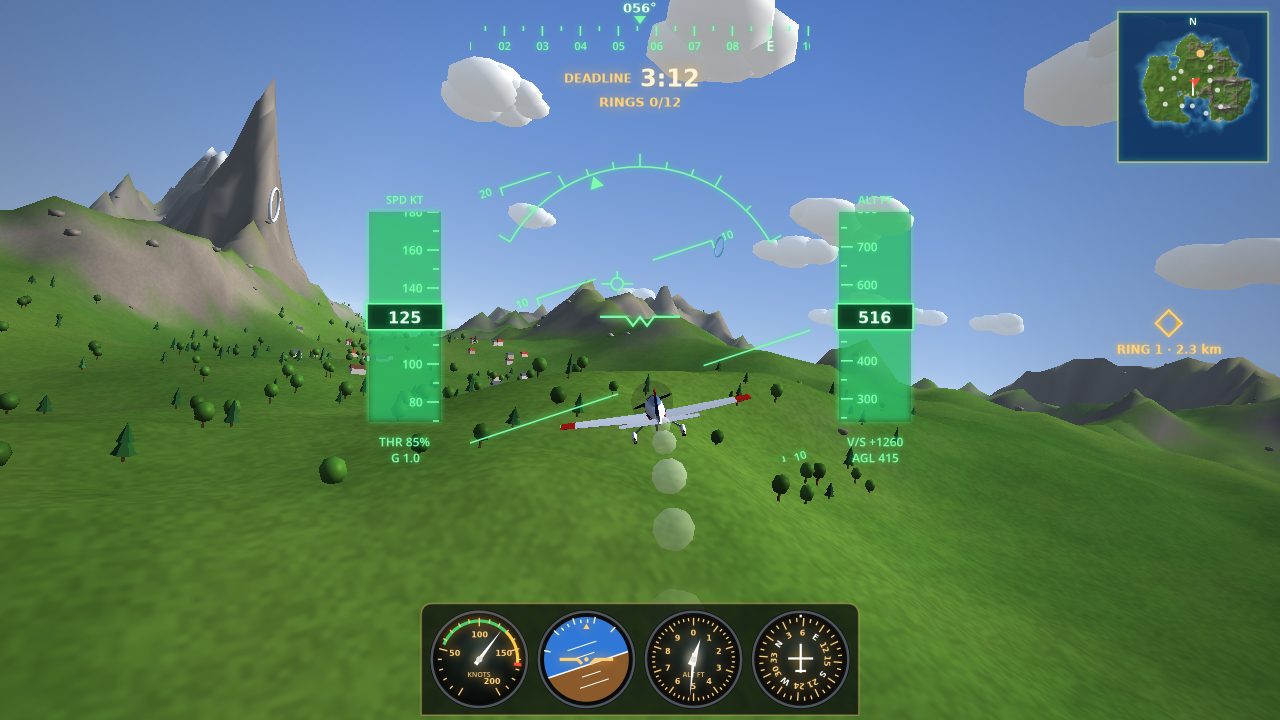 056°
02 03 04 05 06 07 08 E
DEADLINE 3:12
RINGS 0/12
N
SPD KT
180
160
140
125
100
80
THR 85%
G 1.0
20
10
10
10
ALT FT
700
600
516
400
300
V/S +1260
AGL 415
RING 1 · 2.3 km
50 100 150 200
KNOTS
0 1 2 3 4 5 6 7 8 9
ALT FT
N 3 6 E 12 15 S 21 24 W 30 33